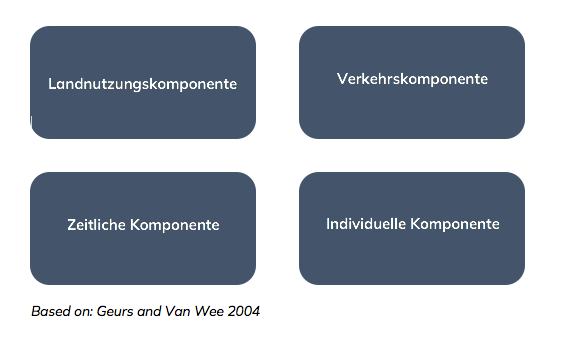 Landnutzungskomponente
Verkehrskomponente
Zeitliche Komponente
Individuelle Komponente
Based on: Geurs and Van Wee 2004